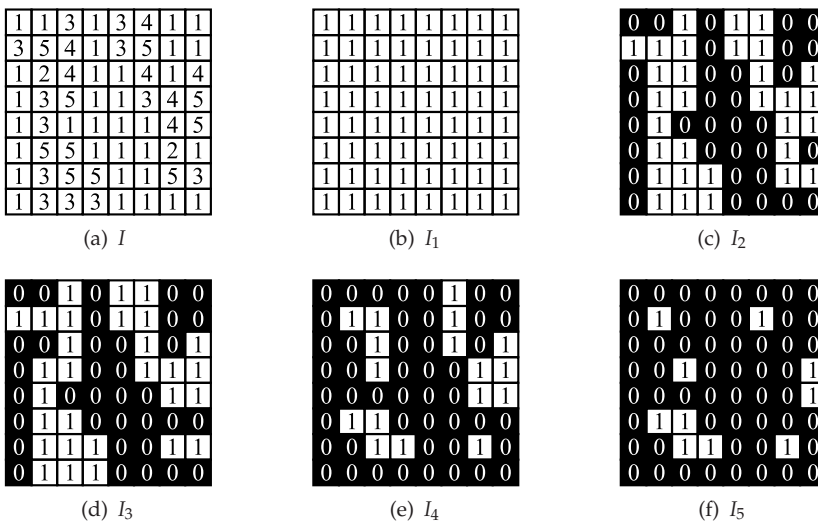 1 1 3 1 3 4 1 1
3 5 4 1 3 5 1 1
1 2 4 1 1 4 1 4
1 3 5 1 1 3 4 5
1 3 1 1 1 1 4 5
1 5 5 1 1 1 2 1
1 3 5 5 1 1 5 3
1 3 3 3 1 1 1 1
(a) I
1 1 1 1 1 1 1 1
1 1 1 1 1 1 1 1
1 1 1 1 1 1 1 1
1 1 1 1 1 1 1 1
1 1 1 1 1 1 1 1
1 1 1 1 1 1 1 1
1 1 1 1 1 1 1 1
1 1 1 1 1 1 1 1
(b) I₁
0 0 1 0 1 1 0 0
1 1 1 0 1 1 0 0
0 1 1 0 0 1 0 1
0 1 1 0 0 1 1 1
0 1 0 0 0 0 1 1
0 1 1 0 0 0 1 0
0 1 1 1 0 0 1 1
0 1 1 1 0 0 0 0
(c) I₂
0 0 1 0 1 1 0 0
1 1 1 0 1 1 0 0
0 0 1 0 0 1 0 1
0 1 1 0 0 1 1 1
0 1 0 0 0 0 1 1
0 1 1 0 0 0 0 0
0 1 1 1 0 0 1 1
0 1 1 1 0 0 0 0
(d) I₃
0 0 0 0 0 1 0 0
0 1 1 0 0 1 0 0
0 0 1 0 0 1 0 1
0 0 1 0 0 0 1 1
0 0 0 0 0 0 1 1
0 1 1 0 0 0 0 0
0 0 1 1 0 0 1 0
0 0 0 0 0 0 0 0
(e) I₄
0 0 0 0 0 0 0 0
0 1 0 0 0 1 0 0
0 0 0 0 0 0 0 0
0 0 1 0 0 0 0 1
0 0 0 0 0 0 0 1
0 1 1 0 0 0 0 0
0 0 1 1 0 0 1 0
0 0 0 0 0 0 0 0
(f) I₅